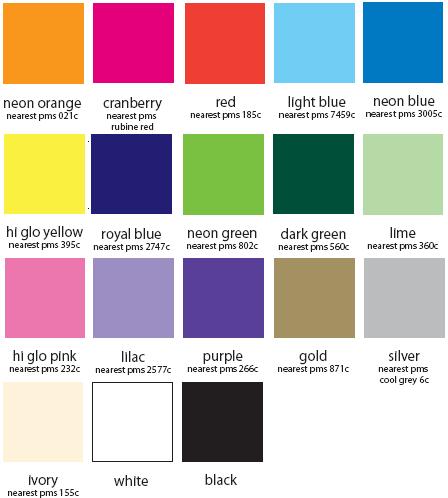 neon orange
nearest pms 021c
cranberry
nearest pms
rubine red
red
nearest pms 185c
light blue
nearest pms 7459c
neon blue
nearest pms 3005c
hi glo yellow
nearest pms 395c
royal blue
nearest pms 2747c
neon green
nearest pms 802c
dark green
nearest pms 560c
lime
nearest pms 360c
hi glo pink
nearest pms 232c
lilac
nearest pms 2577c
purple
nearest pms 266c
gold
nearest pms 871c
silver
nearest pms
cool grey 6c
ivory
nearest pms 155c
white
black